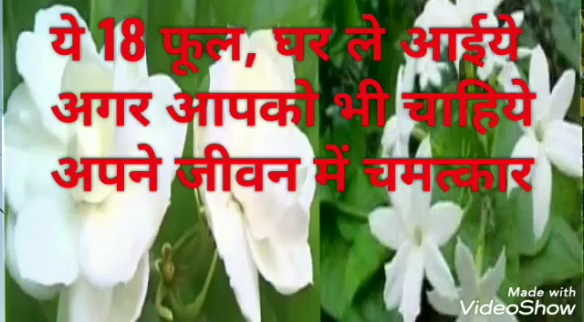 ये 18 फूल, घर ले आईये
अगर आपको भी चाहिये
अपने जीवन में चमत्कार
Made with
VideoShow